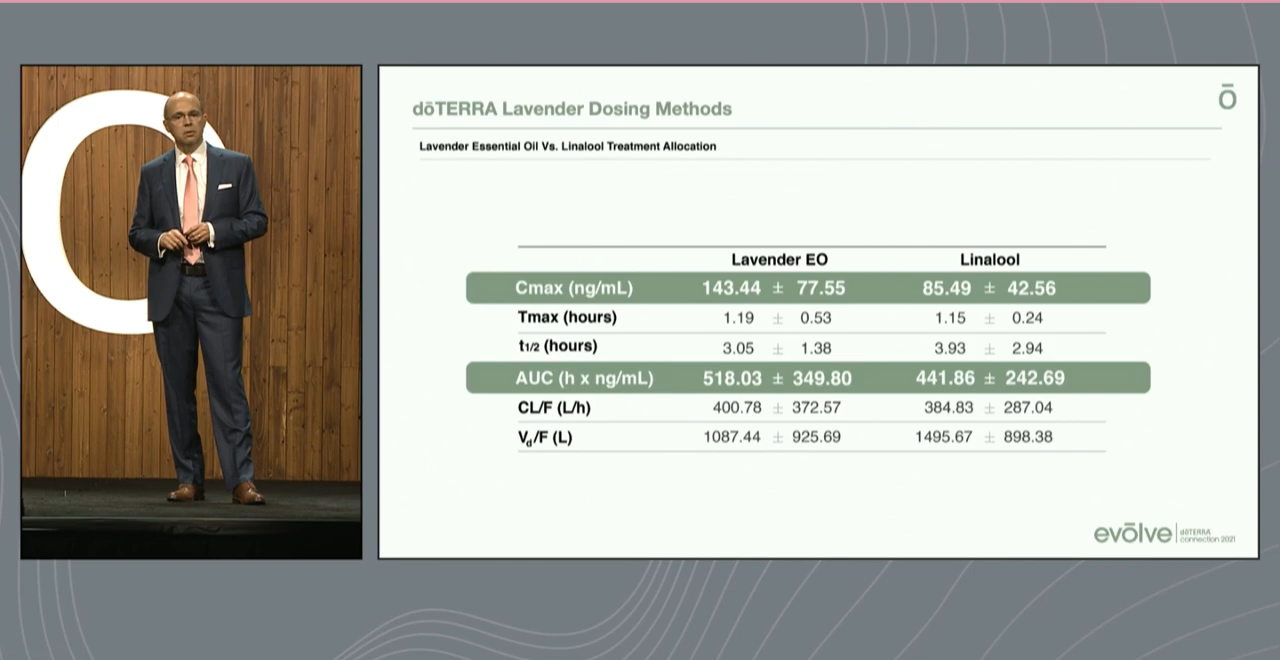 dōTERRA Lavender Dosing Methods
Ō
Lavender Essential Oil Vs. Linalool Treatment Allocation
Lavender EO Linalool
Cmax (ng/mL) 143.44 ± 77.55 85.49 ± 42.56
Tmax (hours) 1.19 ± 0.53 1.15 ± 0.24
t1/2 (hours) 3.05 ± 1.38 3.93 ± 2.94
AUC (h x ng/mL) 518.03 ± 349.80 441.86 ± 242.69
CL/F (L/h) 400.78 ± 372.57 384.83 ± 287.04
Vd/F (L) 1087.44 ± 925.69 1495.67 ± 898.38
evōlve
dōTERRA
connection 2021